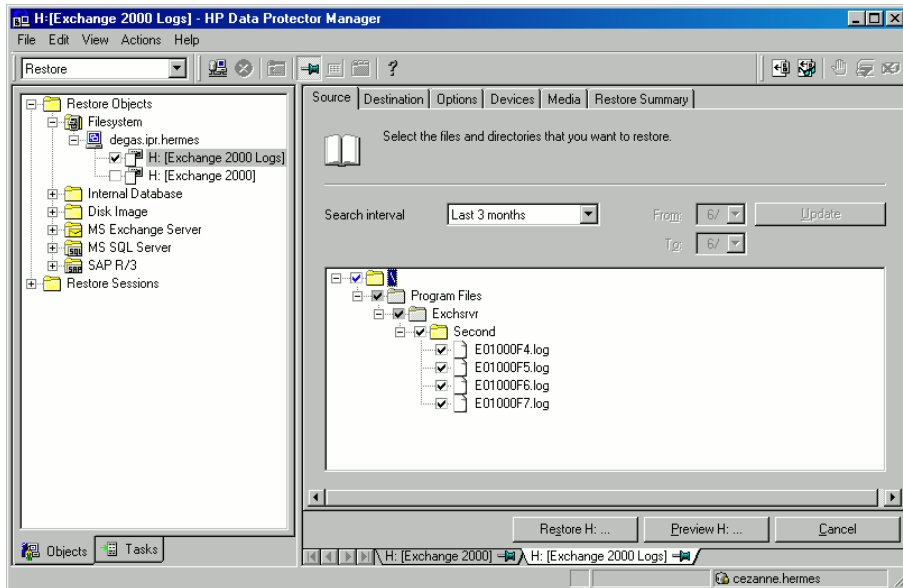 H:[Exchange 2000 Logs] - HP Data Protector Manager
File Edit View Actions Help
Restore
?
Restore Objects
Filesystem
degas.ipr.hermes
H: [Exchange 2000 Logs]
H: [Exchange 2000]
Internal Database
Disk Image
MS Exchange Server
SQL MS SQL Server
SAP SAP R/3
Restore Sessions
Objects Tasks
Source Destination Options Devices Media Restore Summary
Select the files and directories that you want to restore.
Search interval Last 3 months From: 6/ Update
To: 6/
\
Program Files
Exchsrvr
Second
E01000F4.log
E01000F5.log
E01000F6.log
E01000F7.log
Restore H: ... Preview H: ... Cancel
H: [Exchange 2000] H: [Exchange 2000 Logs]
cezanne.hermes